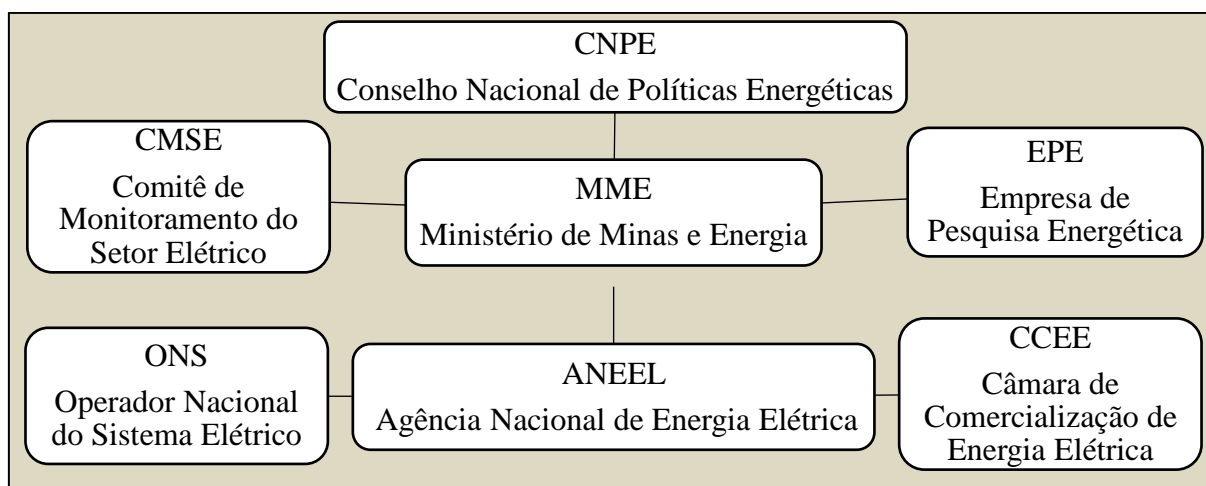 CNPE
Conselho Nacional de Políticas Energéticas
CMSE
Comitê de
Monitoramento do
Setor Elétrico
MME
Ministério de Minas e Energia
EPE
Empresa de
Pesquisa Energética
ONS
Operador Nacional
do Sistema Elétrico
ANEEL
Agência Nacional de Energia Elétrica
CCEE
Câmara de
Comercialização de
Energia Elétrica